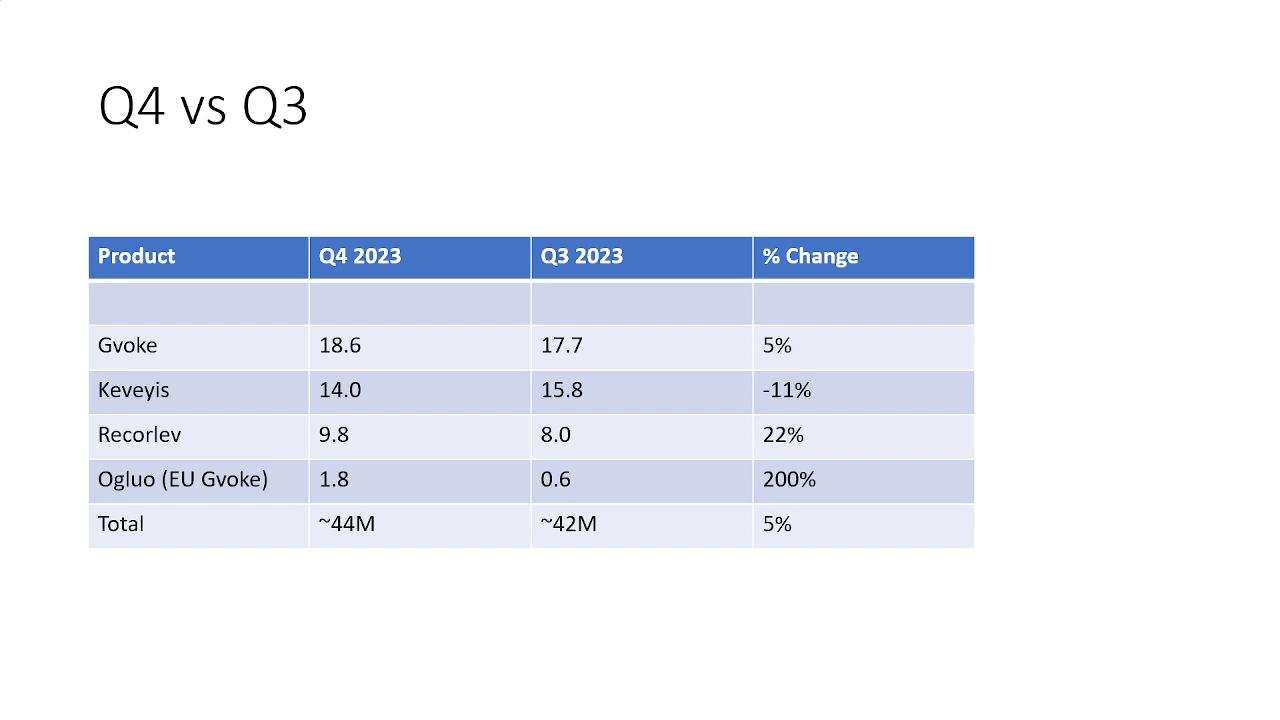 Q4 vs Q3
Product Q4 2023 Q3 2023 % Change
Gvoke 18.6 17.7 5%
Keveyis 14.0 15.8 -11%
Recorlev 9.8 8.0 22%
Ogluo (EU Gvoke) 1.8 0.6 200%
Total ~44M ~42M 5%